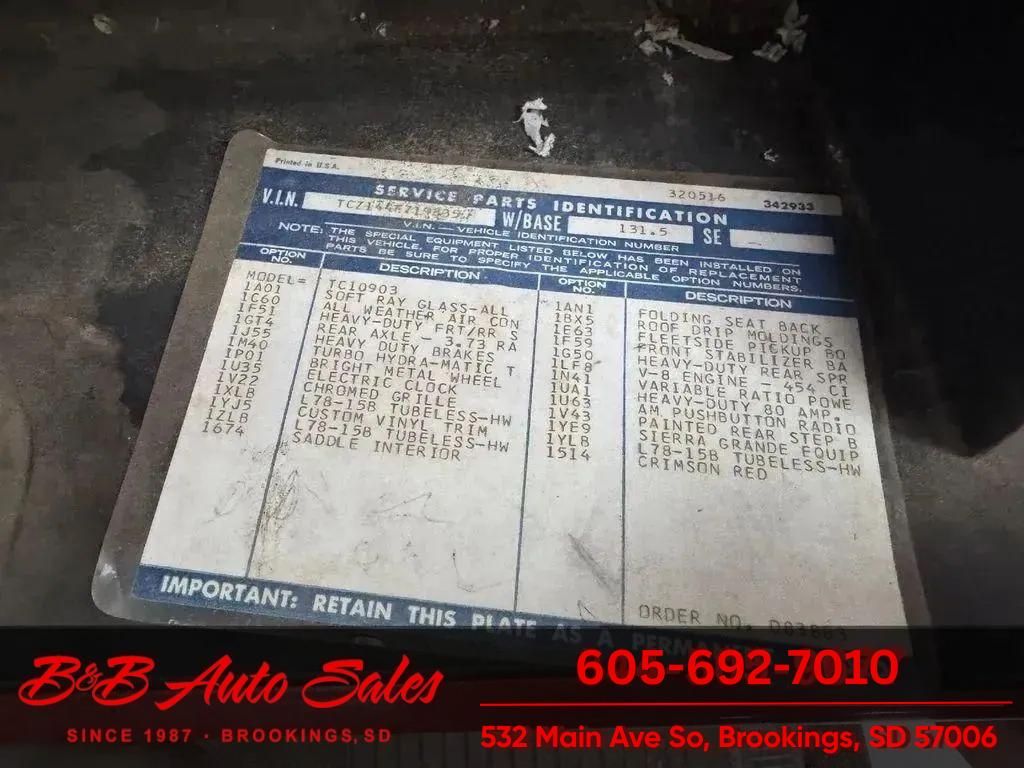 Printed in U.S.A.
320516 342933
SERVICE PARTS IDENTIFICATION
V.I.N. W/BASE 131.5 SE -
V.I.N. — VEHICLE IDENTIFICATION NUMBER
NOTE: THE SPECIAL EQUIPMENT LISTED BELOW HAS BEEN INSTALLED ON
THIS VEHICLE. FOR PROPER IDENTIFICATION OF REPLACEMENT
PARTS BE SURE TO SPECIFY THE APPLICABLE OPTION NUMBERS.
OPTION NO. DESCRIPTION
MODEL= TC10903
1A01 SOFT RAY GLASS-ALL
1C60 ALL WEATHER AIR CON
1F51 HEAVY-DUTY FRT/RR S
1GT4 REAR AXLE - 3.73 RA
1J55 HEAVY DUTY BRAKES
1M40 TURBO HYDRA-MATIC T
1P01 BRIGHT METAL WHEEL
1U35 ELECTRIC CLOCK
1V22 CHROMED GRILLE
1XLB L78-15B TUBELESS-HW
1YJ5 CUSTOM VINYL TRIM
1ZLB L78-15B TUBELESS-HW
1674 SADDLE INTERIOR
OPTION NO. DESCRIPTION
1AN1 FOLDING SEAT BACK
1BX5 ROOF DRIP MOLDINGS
1E63 FLEETSIDE PICKUP BO
1F59 FRONT STABILIZER BA
1G50 HEAVY-DUTY REAR SPRI
1LF8 V-8 ENGINE - 454 CI
1N41 VARIABLE RATIO POWE
1UA1 HEAVY-DUTY 80 AMP.
1U63 AM PUSHBUTTON RADIO
1V43 PAINTED REAR STEP B
1YE9 SIERRA GRANDE EQUIP
1YLB L78-15B TUBELESS-HW
1514 CRIMSON RED
ORDER NO.
IMPORTANT: RETAIN THIS PLATE AS A PERMANENT
B&B Auto Sales
SINCE 1987 · BROOKINGS, SD
605-692-7010
532 Main Ave So, Brookings, SD 57006